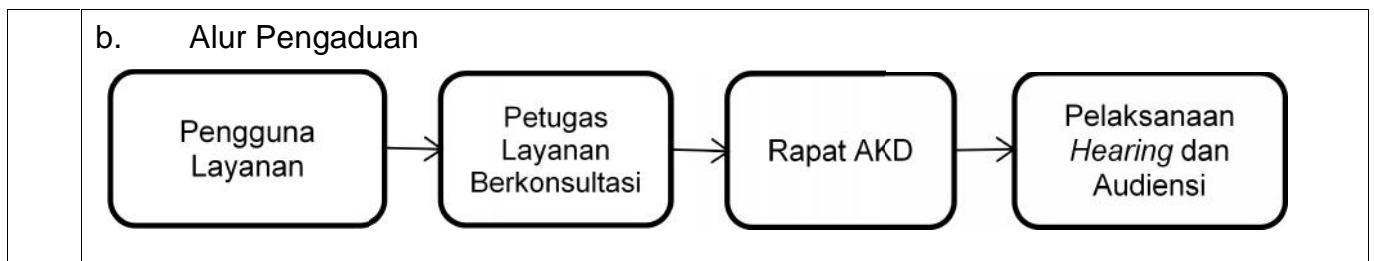 b. Alur Pengaduan
Pengguna
Layanan
Petugas
Layanan
Berkonsultasi
Rapat AKD
Pelaksanaan
Hearing dan
Audiensi